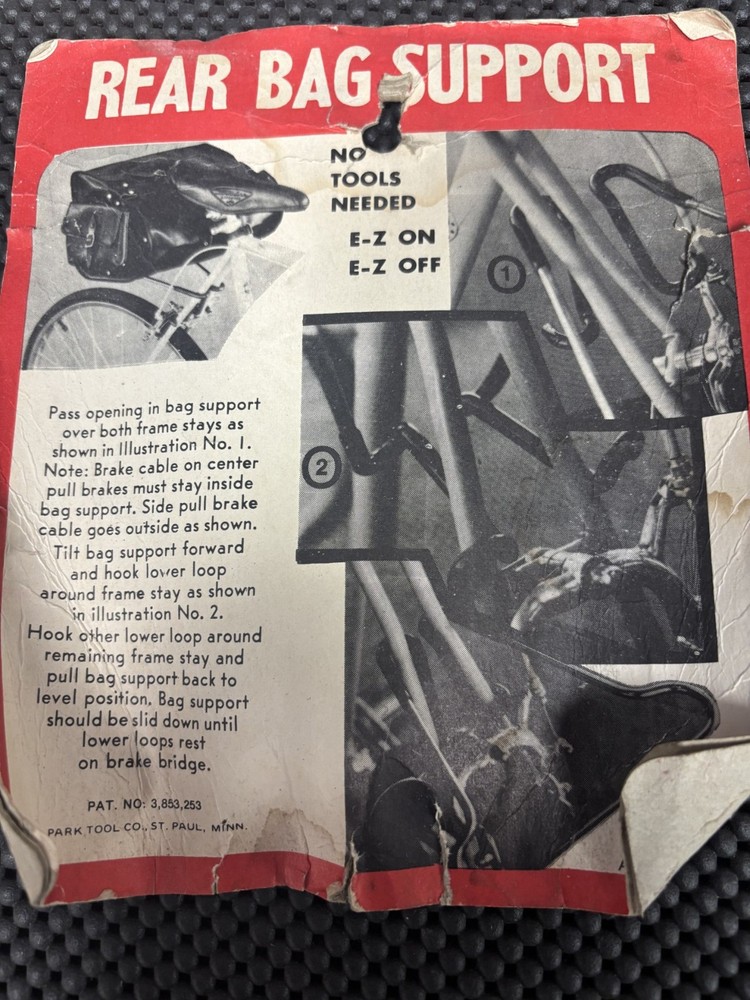 REAR BAG SUPPORT
NO
TOOLS
NEEDED
E-Z ON
E-Z OFF
1
2
Pass opening in bag support
over both frame stays as
shown in Illustration No. 1.
Note: Brake cable on center
pull brakes must stay inside
bag support. Side pull brake
cable goes outside as shown.
Tilt bag support forward
and hook lower loop
around frame stay as shown
in illustration No. 2.
Hook other lower loop around
remaining frame stay and
pull bag support back to
level position. Bag support
should be slid down until
lower loops rest
on brake bridge.
PAT. NO: 3,853,253
PARK TOOL CO., ST. PAUL, MINN.